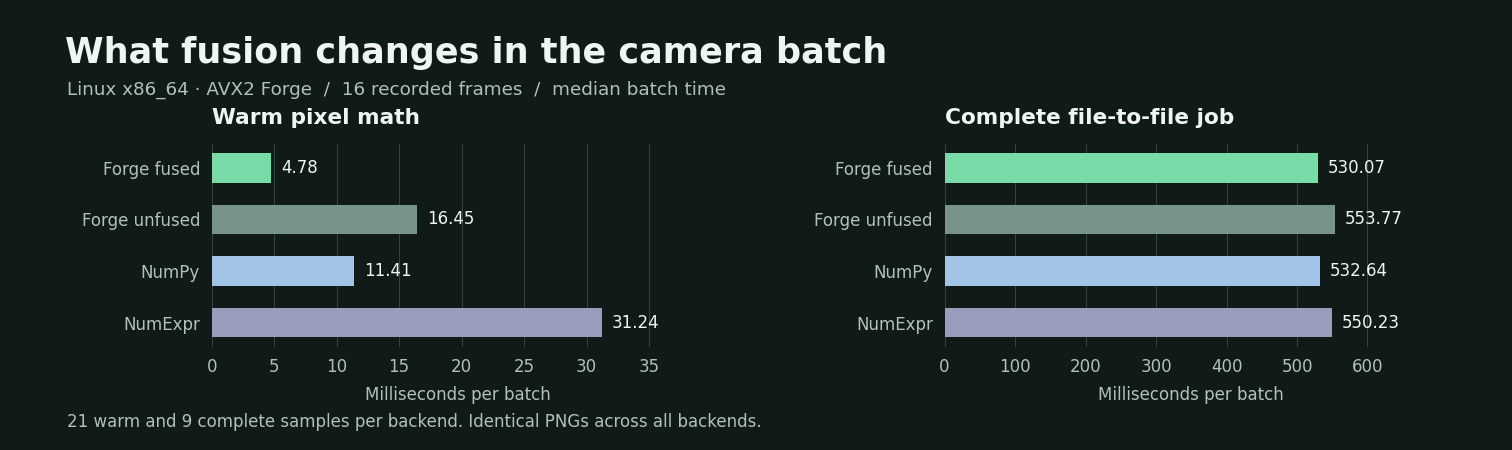 What fusion changes in the camera batch
Linux x86_64 · AVX2 Forge / 16 recorded frames / median batch time
Warm pixel math
Forge fused 4.78
Forge unfused 16.45
NumPy 11.41
NumExpr 31.24
0 5 10 15 20 25 30 35
Milliseconds per batch
Complete file-to-file job
Forge fused 530.07
Forge unfused 553.77
NumPy 532.64
NumExpr 550.23
0 100 200 300 400 500 600
Milliseconds per batch
21 warm and 9 complete samples per backend. Identical PNGs across all backends.